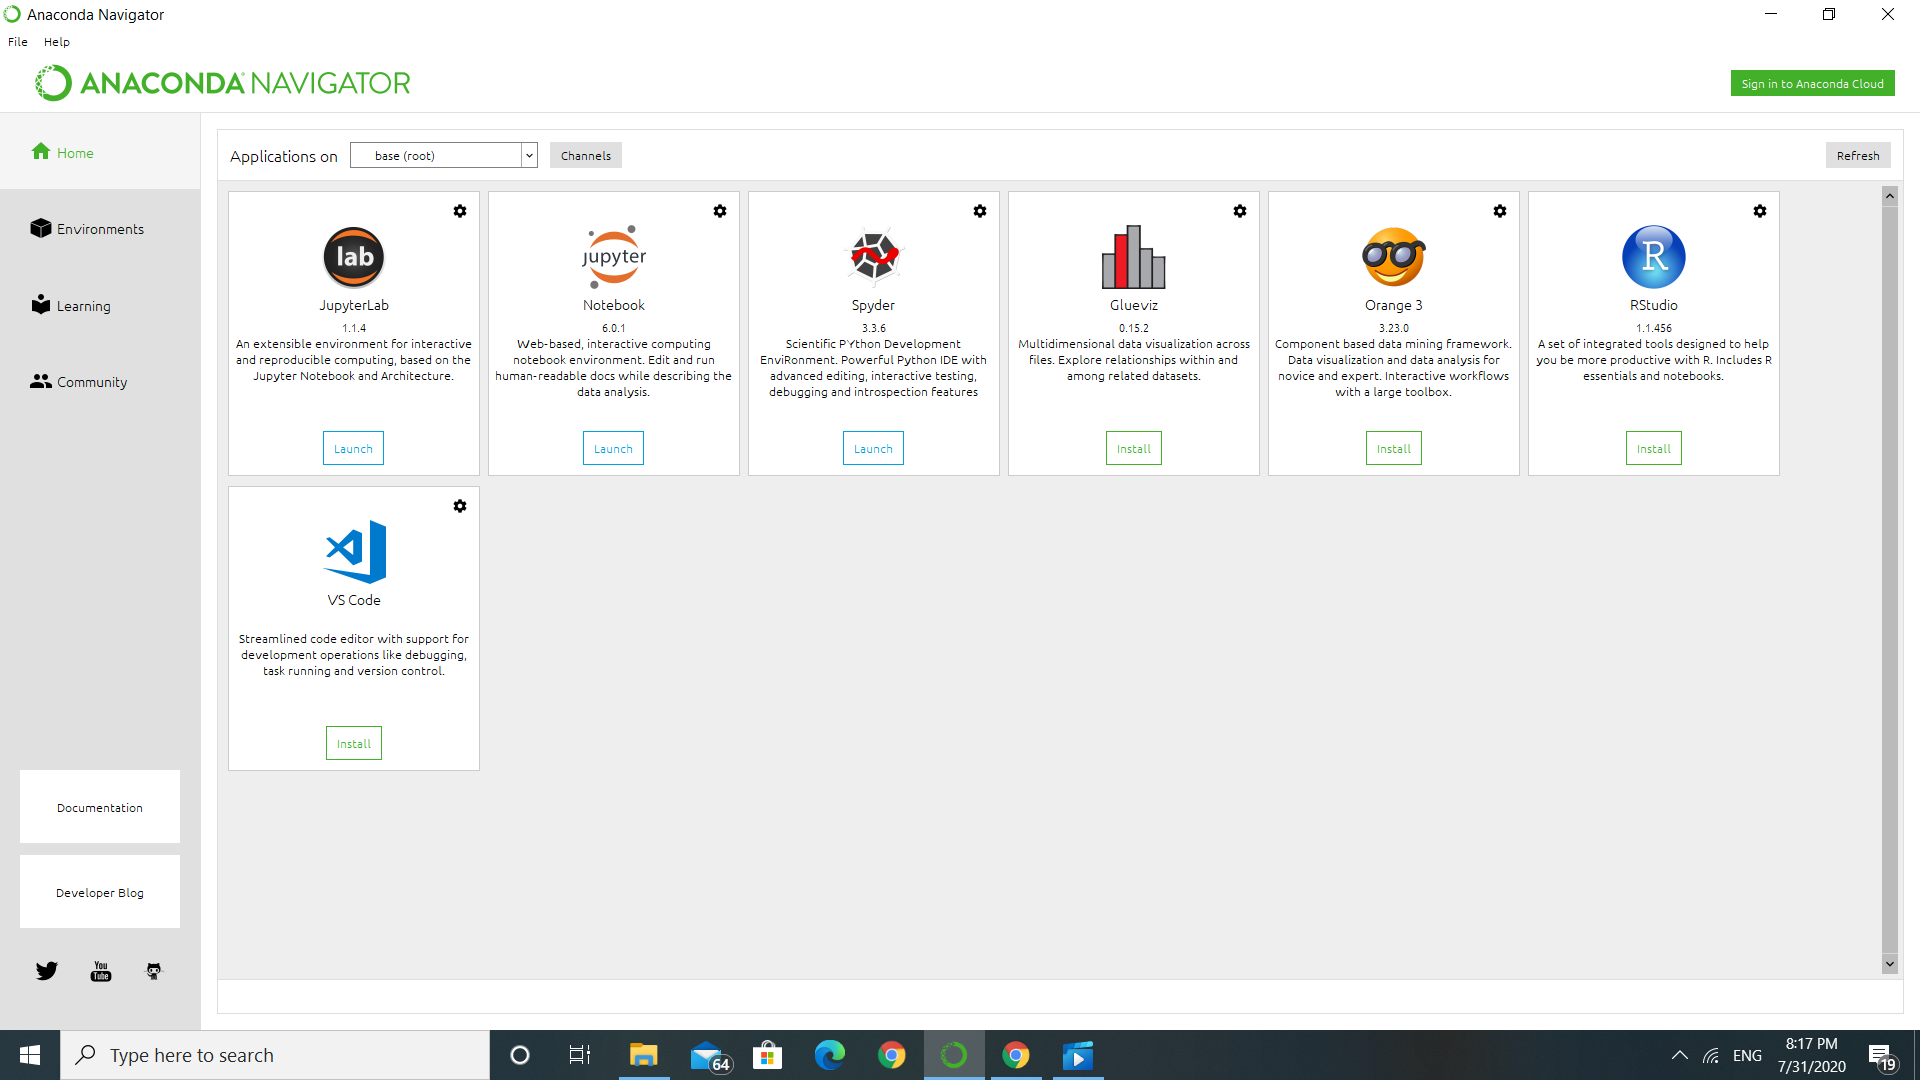 Anaconda Navigator
File Help
ANACONDA NAVIGATOR
Sign in to Anaconda Cloud
Home
Environments
Learning
Community
Documentation
Developer Blog
You
Tube
Applications on
base (root)
Channels
Refresh
lab
JupyterLab
1.1.4
An extensible environment for interactive
and reproducible computing, based on the
Jupyter Notebook and Architecture.
Launch
jupyter
Notebook
6.0.1
Web-based, interactive computing
notebook environment. Edit and run
human-readable docs while describing the
data analysis.
Launch
Spyder
3.3.6
Scientific PYthon Development
EnviRonment. Powerful Python IDE with
advanced editing, interactive testing,
debugging and introspection features
Launch
Glueviz
0.15.2
Multidimensional data visualization across
files. Explore relationships within and
among related datasets.
Install
Orange 3
3.23.0
Component based data mining framework.
Data visualization and data analysis for
novice and expert. Interactive workflows
with a large toolbox.
Install
R
RStudio
1.1.456
A set of integrated tools designed to help
you be more productive with R. Includes R
essentials and notebooks.
Install
VS Code
Streamlined code editor with support for
development operations like debugging,
task running and version control.
Install
Type here to search
64
ENG
8:17 PM
7/31/2020
19